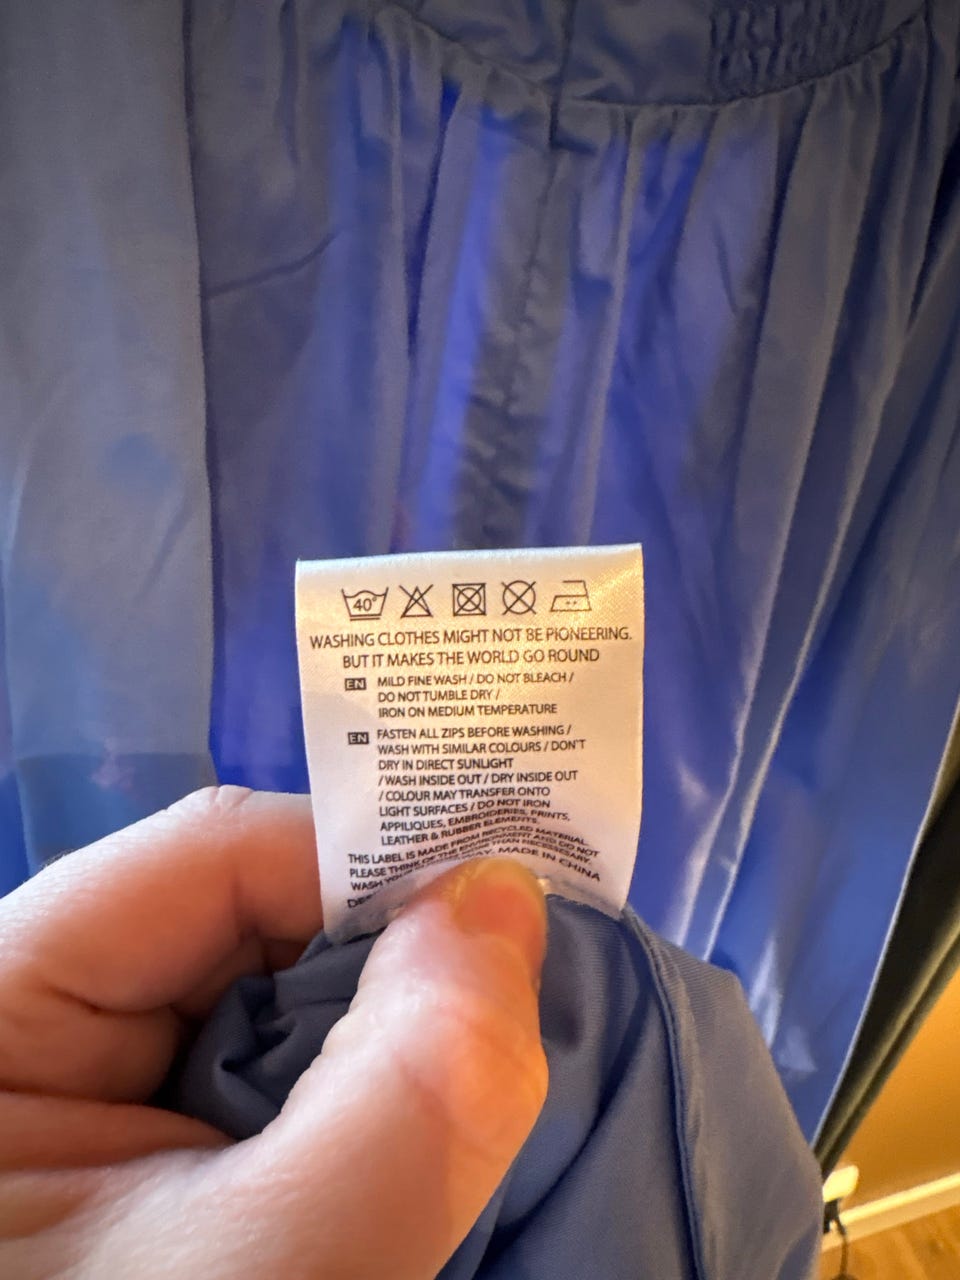 40°
WASHING CLOTHES MIGHT NOT BE PIONEERING.
BUT IT MAKES THE WORLD GO ROUND
EN MILD FINE WASH / DO NOT BLEACH /
DO NOT TUMBLE DRY /
IRON ON MEDIUM TEMPERATURE
EN FASTEN ALL ZIPS BEFORE WASHING /
WASH WITH SIMILAR COLOURS / DON'T
DRY IN DIRECT SUNLIGHT
/ WASH INSIDE OUT / DRY INSIDE OUT
/ COLOUR MAY TRANSFER ONTO
LIGHT SURFACES / DO NOT IRON
APPLIQUES, EMBROIDERIES, PRINTS,
LEATHER & RUBBER ELEMENTS.
THIS LABEL IS MADE FROM RECYCLED MATERIAL.
PLEASE THINK OF THE ENVIRONMENT AND DO NOT
WASH MORE THAN NECESSARY.
WAY. MADE IN CHINA